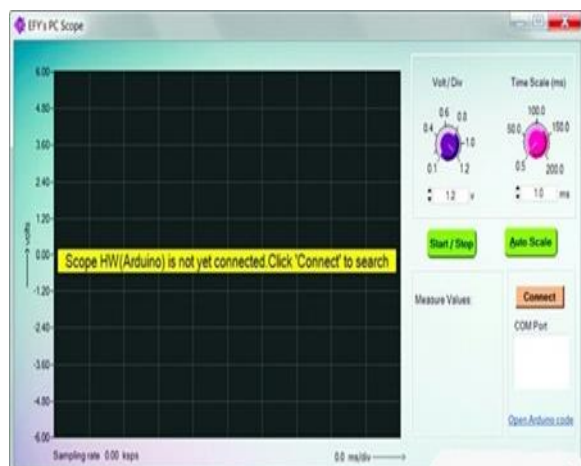 EFY's PC Scope
6.00
4.80
3.60
2.40
1.20
0.00
-1.20
-2.40
-3.60
-4.80
-6.00
volts
Scope HW(Arduino) is not yet connected.Click 'Connect' to search
Sampling rate 0.00 ksps
0.0 ms/div
Volt / Div
0.1
0.4
0.6
0.8
1.0
1.2
1.2 v
Time Scale (ms)
0.5
50.0
100.0
150.0
200.0
1.0 ms
Start / Stop
Auto Scale
Measure Values
Connect
COM Port
Open Arduino code